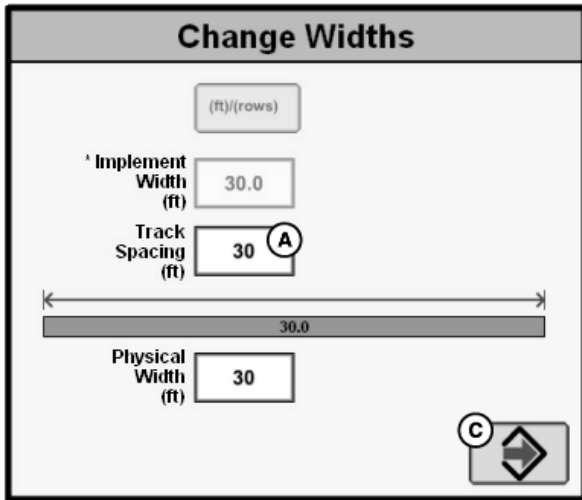 Change Widths
(ft)/(rows)
* Implement
Width
(ft)
30.0
Track
Spacing
(ft)
30
A
30.0
Physical
Width
(ft)
30
C